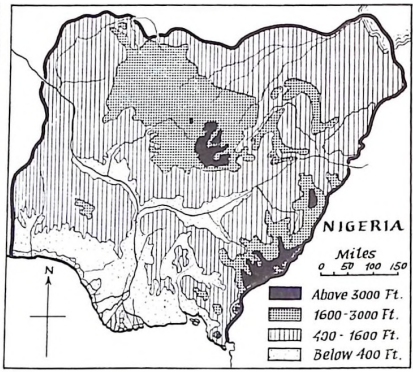 NIGERIA
Miles
0 50 100 150
N
Above 3000 Ft.
1600-3000 Ft.
400-1600 Ft.
Below 400 Ft.